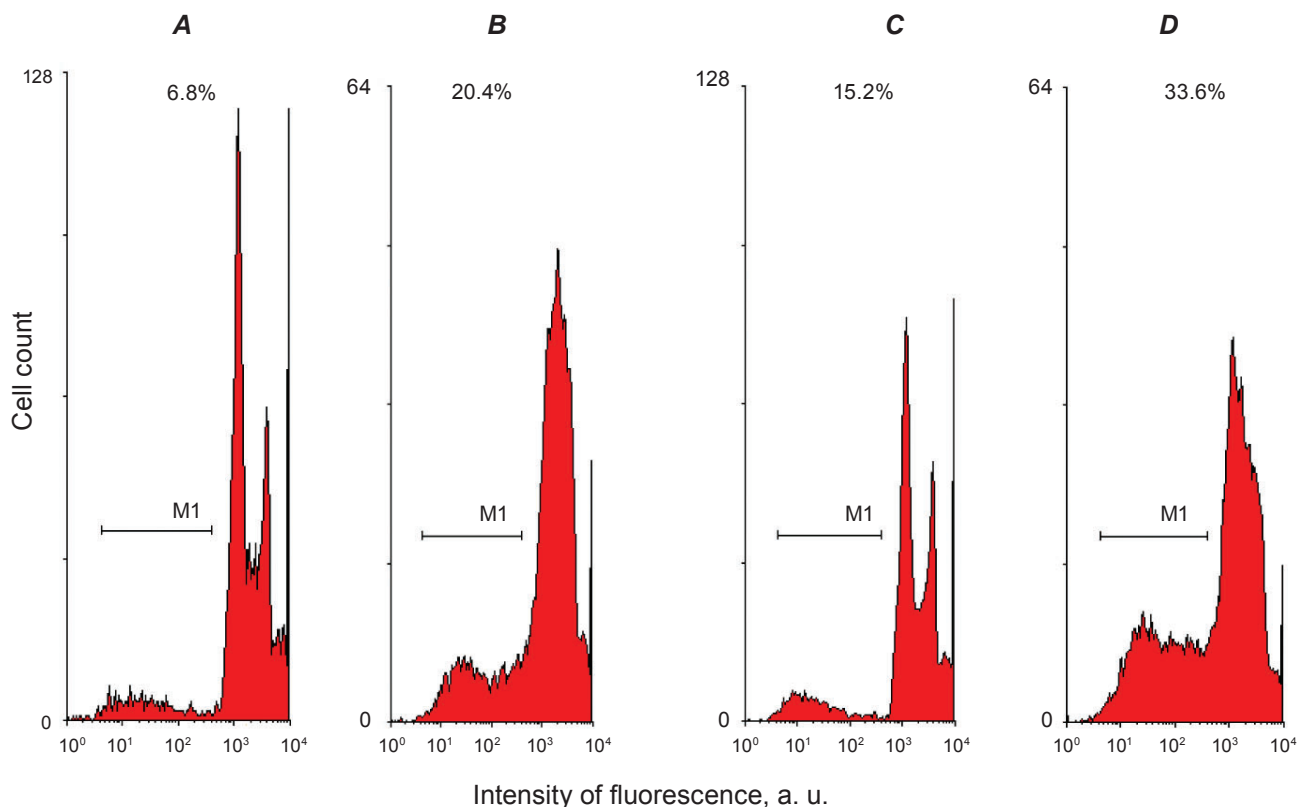 A B C D
128 6.8% 64 20.4% 128 15.2% 64 33.6%
Cell count
M1 M1 M1 M1
0 0 0 0
10⁰ 10¹ 10² 10³ 10⁴ 10⁰ 10¹ 10² 10³ 10⁴ 10⁰ 10¹ 10² 10³ 10⁴ 10⁰ 10¹ 10² 10³ 10⁴
Intensity of fluorescence, a. u.